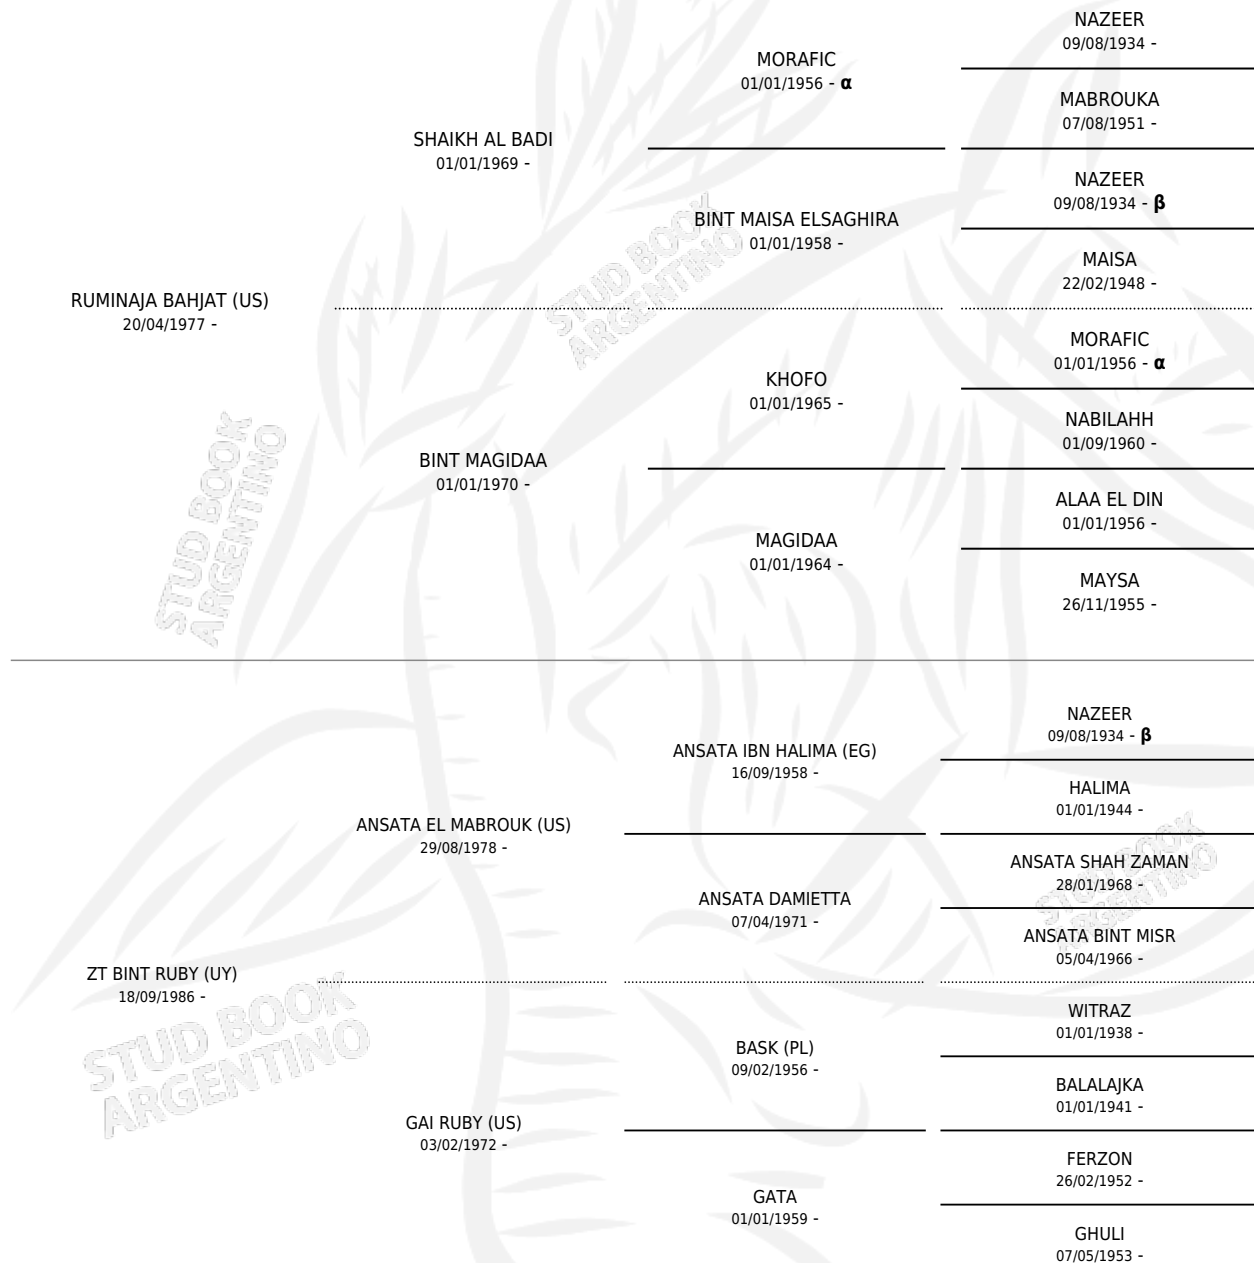 NAZEER
09/08/1934 -
MORAFIC
01/01/1956 - α
MABROUKA
07/08/1951 -
SHAIKH AL BADI
01/01/1969 -
NAZEER
09/08/1934 - β
BINT MAISA ELSAGHIRA
01/01/1958 -
MAISA
22/02/1948 -
RUMINAJA BAHJAT (US)
20/04/1977 -
MORAFIC
01/01/1956 - α
KHOFO
01/01/1965 -
NABILAHH
01/09/1960 -
BINT MAGIDAA
01/01/1970 -
ALAA EL DIN
01/01/1956 -
MAGIDAA
01/01/1964 -
MAYSA
26/11/1955 -
NAZEER
09/08/1934 - β
ANSATA IBN HALIMA (EG)
16/09/1958 -
HALIMA
01/01/1944 -
ANSATA EL MABROUK (US)
29/08/1978 -
ANSATA SHAH ZAMAN
28/01/1968 -
ANSATA DAMIETTA
07/04/1971 -
ANSATA BINT MISR
05/04/1966 -
ZT BINT RUBY (UY)
18/09/1986 -
WITRAZ
01/01/1938 -
BASK (PL)
09/02/1956 -
BALALAJKA
01/01/1941 -
GAI RUBY (US)
03/02/1972 -
FERZON
26/02/1952 -
GATA
01/01/1959 -
GHULI
07/05/1953 -
STUD BOOK
ARGENTINO
STUD BOOK
ARGENTINO
STUD BOOK
ARGENTINO
STUD BOOK
ARGENTINO